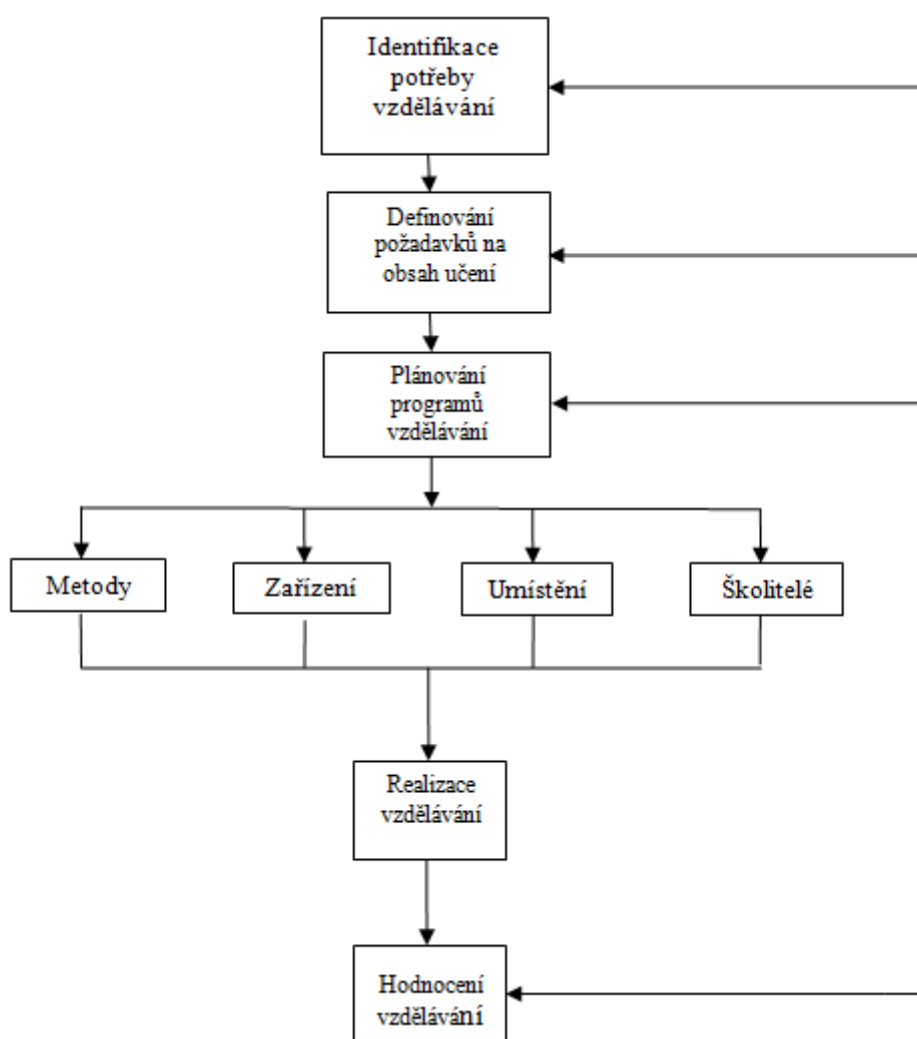 Identifikace
potřeby
vzdělávání
Definování
požadavků na
obsah učení
Plánování
programů
vzdělávání
Metody
Zařízení
Umístění
Školitelé
Realizace
vzdělávání
Hodnocení
vzdělávání